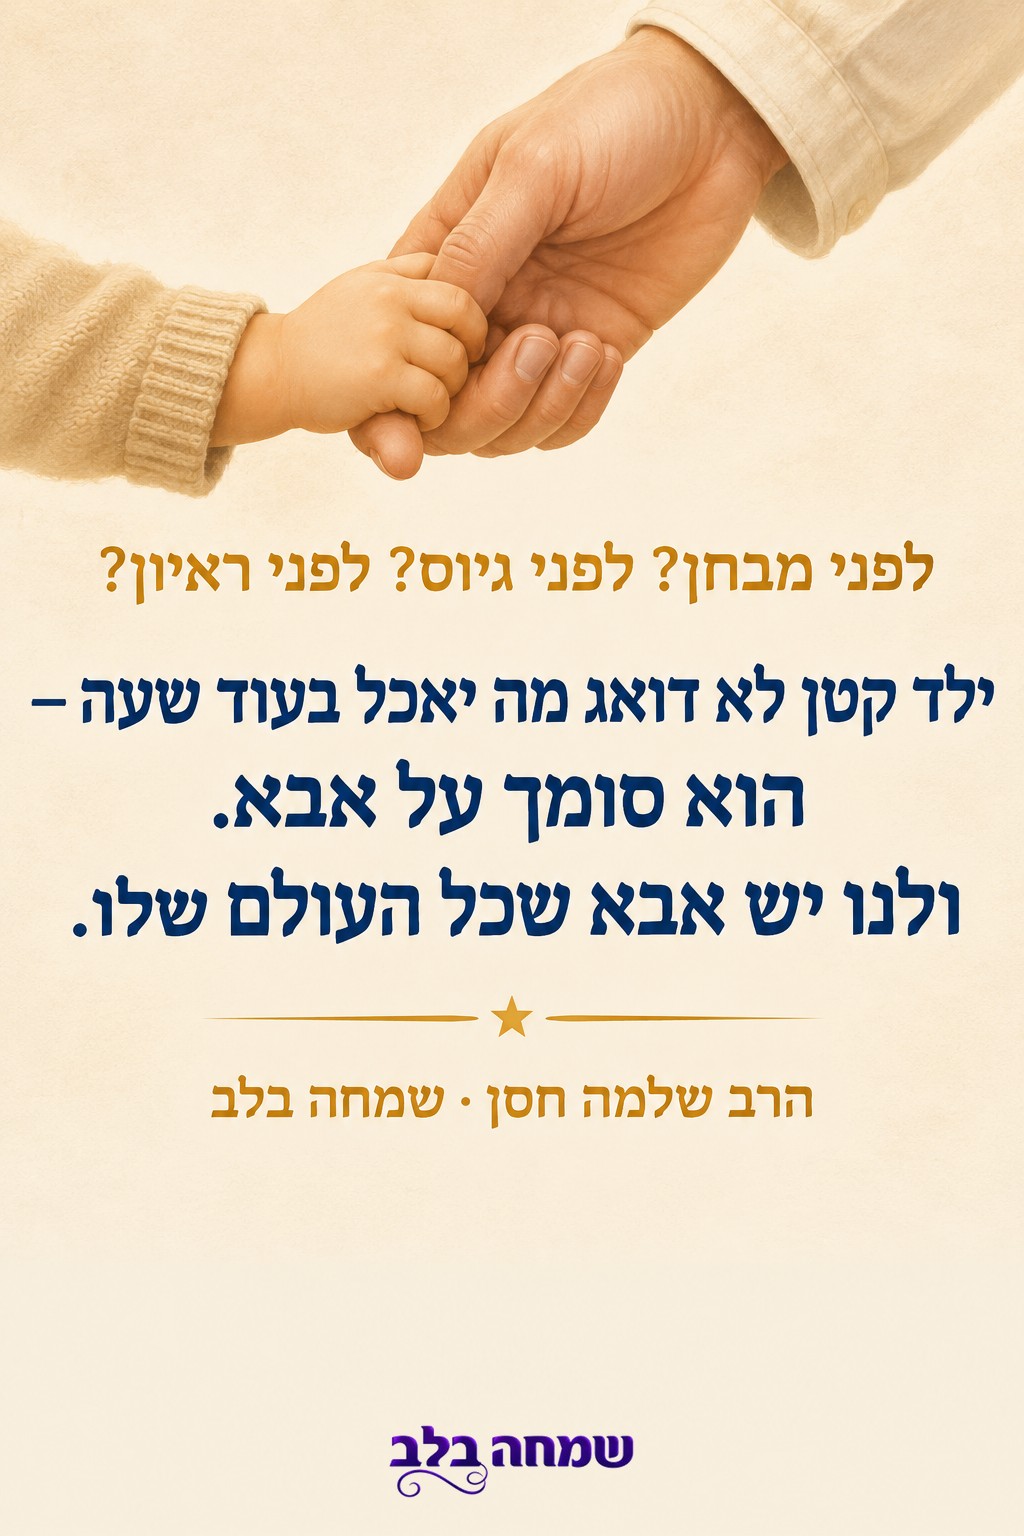 לפני מבחן? לפני גיוס? לפני ראיון?
ילד קטן לא דואג מה יאכל בעוד שעה –
הוא סומך על אבא.
ולנו יש אבא שכל העולם שלו.
הרב שלמה חסן · שמחה בלב
שמחה בלב